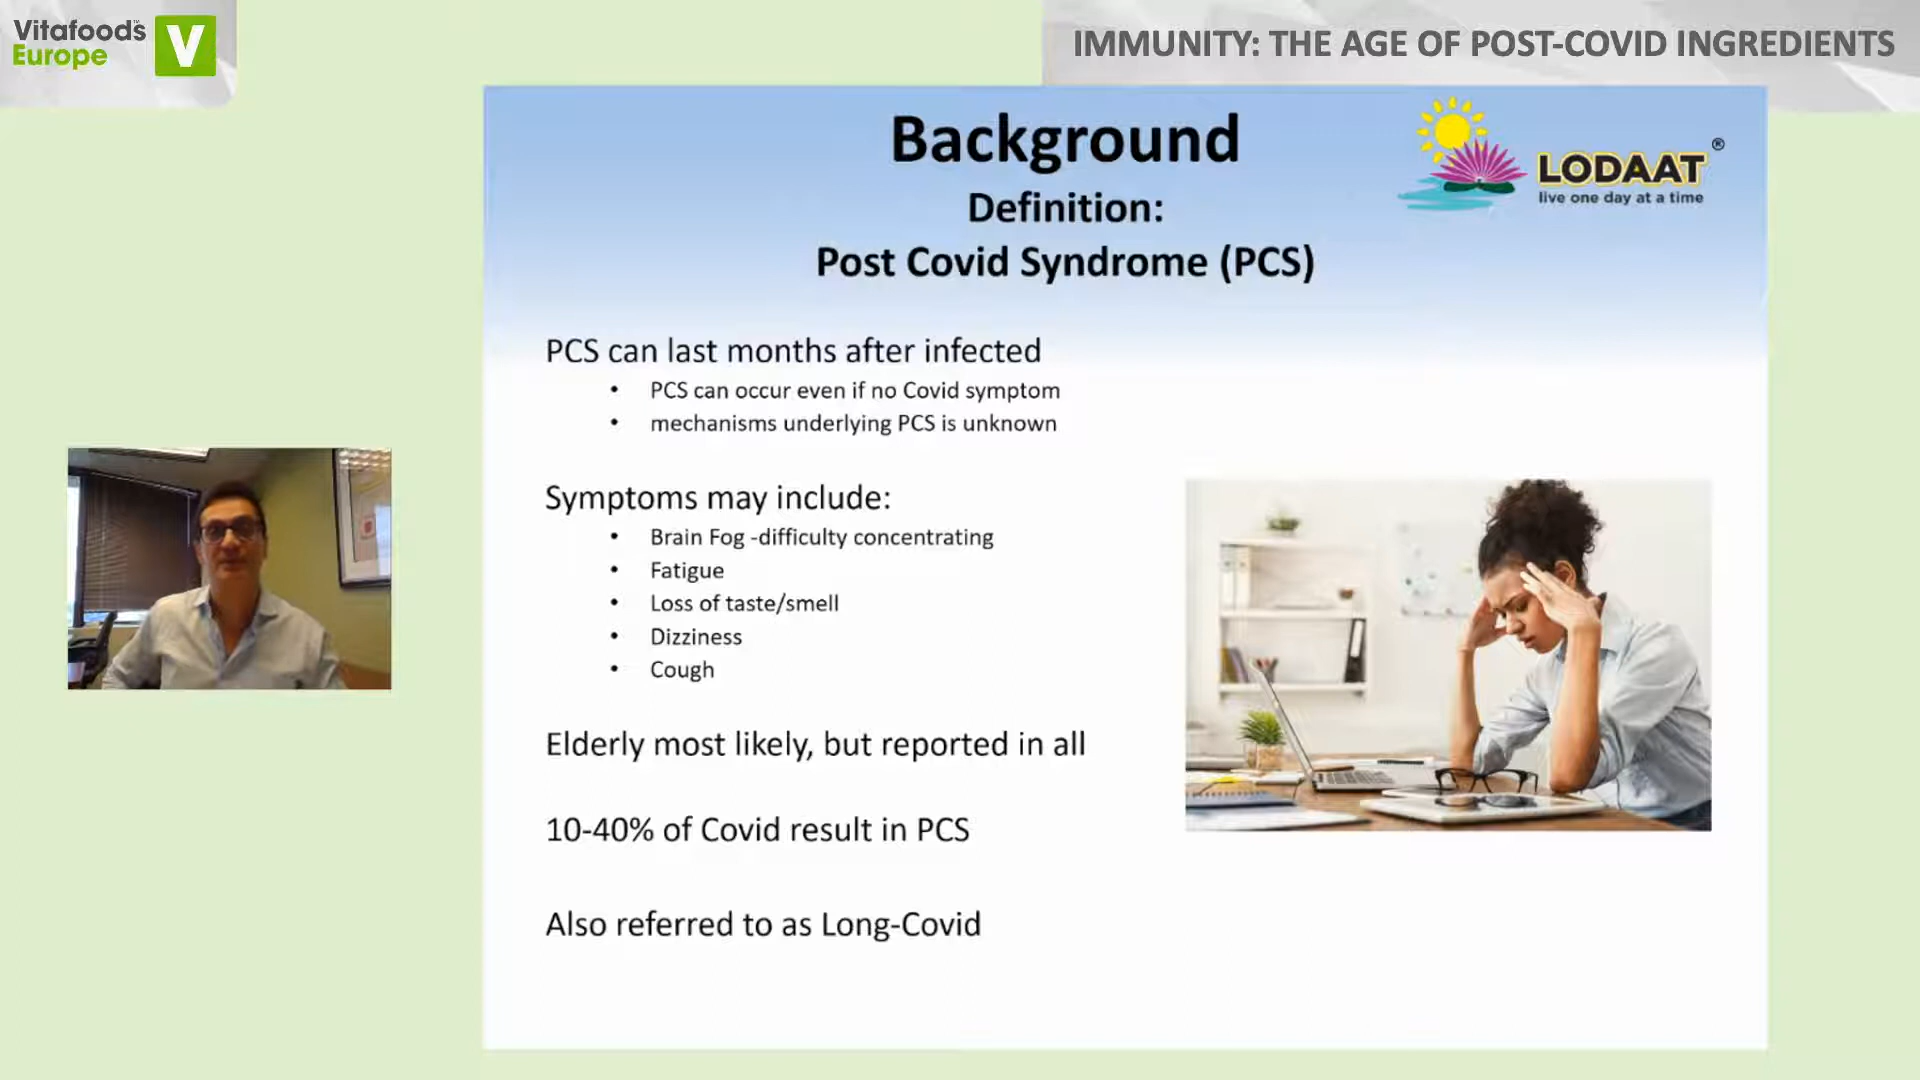 Vitafoods™
Europe
V
IMMUNITY: THE AGE OF POST-COVID INGREDIENTS
Background
Definition:
Post Covid Syndrome (PCS)
LODAAT®
live one day at a time
PCS can last months after infected
• PCS can occur even if no Covid symptom
• mechanisms underlying PCS is unknown
Symptoms may include:
• Brain Fog -difficulty concentrating
• Fatigue
• Loss of taste/smell
• Dizziness
• Cough
Elderly most likely, but reported in all
10-40% of Covid result in PCS
Also referred to as Long-Covid